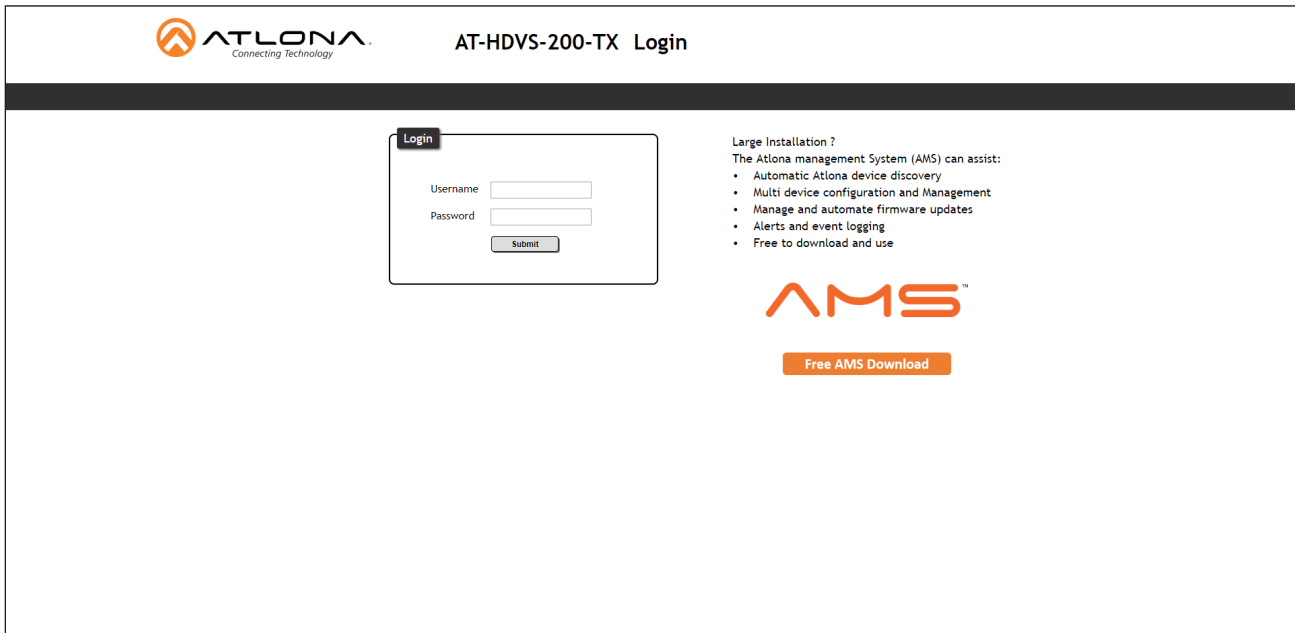 ATLONA.
Connecting Technology
AT-HDVS-200-TX Login
Login
Username
Password
Submit
Large Installation ?
The Atlona management System (AMS) can assist:
• Automatic Atlona device discovery
• Multi device configuration and Management
• Manage and automate firmware updates
• Alerts and event logging
• Free to download and use
AMS™
Free AMS Download